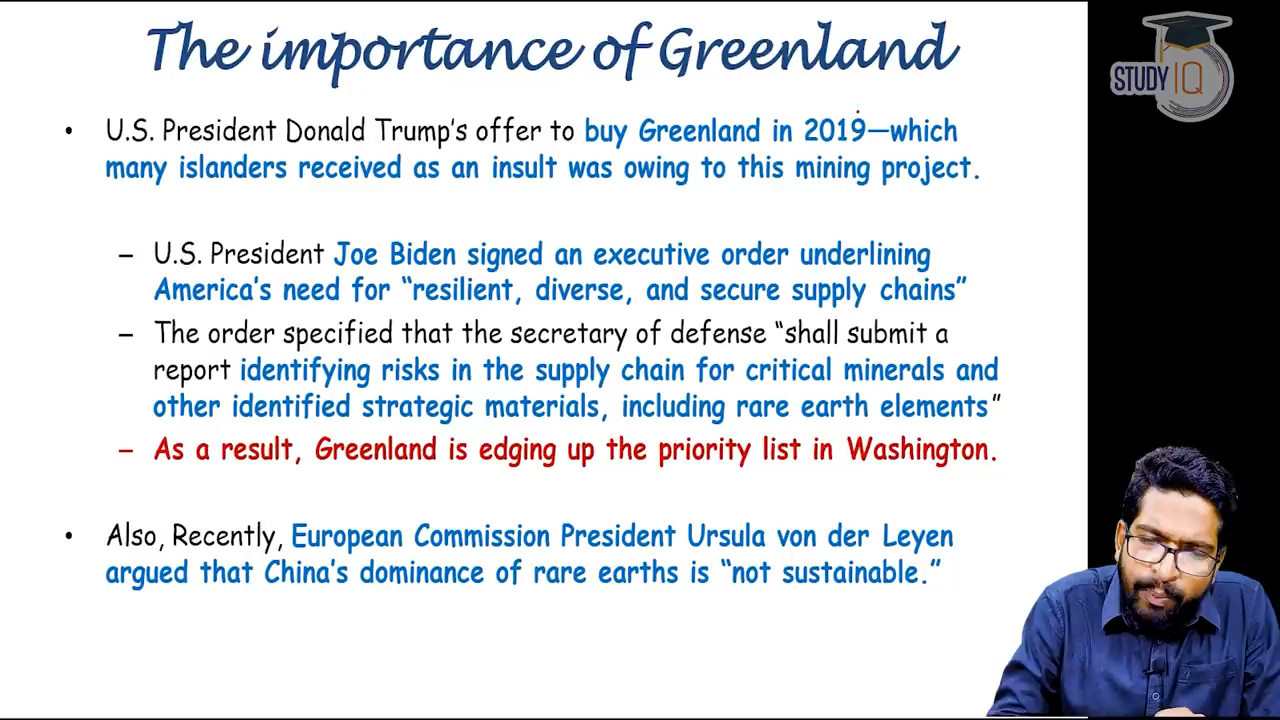 The importance of Greenland
STUDY IQ
• U.S. President Donald Trump's offer to buy Greenland in 2019—which
many islanders received as an insult was owing to this mining project.
– U.S. President Joe Biden signed an executive order underlining
America's need for “resilient, diverse, and secure supply chains”
– The order specified that the secretary of defense “shall submit a
report identifying risks in the supply chain for critical minerals and
other identified strategic materials, including rare earth elements”
– As a result, Greenland is edging up the priority list in Washington.
• Also, Recently, European Commission President Ursula von der Leyen
argued that China's dominance of rare earths is “not sustainable.”